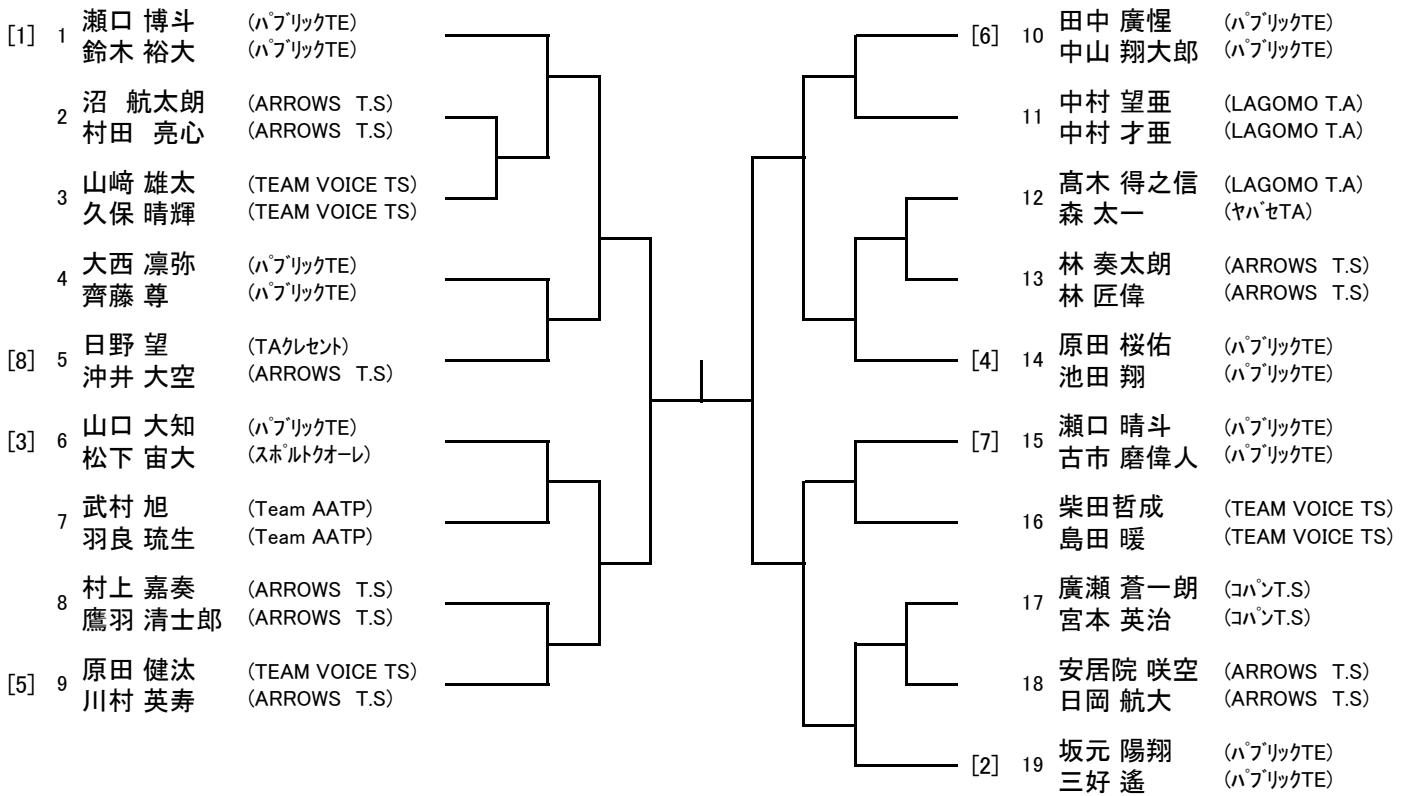 [1] 1 瀬口 博斗 (ﾊﾟﾌﾞﾘｯｸTE)
鈴木 裕大 (ﾊﾟﾌﾞﾘｯｸTE)
2 沼　航太朗 (ARROWS　T.S)
村田　亮心 (ARROWS　T.S)
3 山﨑 雄太 (TEAM VOICE TS)
久保 晴輝 (TEAM VOICE TS)
4 大西 凛弥 (ﾊﾟﾌﾞﾘｯｸTE)
齊藤 尊 (ﾊﾟﾌﾞﾘｯｸTE)
[8] 5 日野 望 (TAｸﾚｾﾝﾄ)
沖井 大空 (ARROWS　T.S)
[3] 6 山口 大知 (ﾊﾟﾌﾞﾘｯｸTE)
松下 宙大 (ｽﾎﾟﾙﾄｸｵｰﾚ)
7 武村 旭 (Team AATP)
羽良 琉生 (Team AATP)
8 村上 嘉奏 (ARROWS　T.S)
鷹羽 清士郎 (ARROWS　T.S)
[5] 9 原田 健汰 (TEAM VOICE TS)
川村 英寿 (ARROWS　T.S)
[6] 10 田中 廣惺 (ﾊﾟﾌﾞﾘｯｸTE)
中山 翔大郎 (ﾊﾟﾌﾞﾘｯｸTE)
11 中村 望亜 (LAGOMO T.A)
中村 才亜 (LAGOMO T.A)
12 髙木 得之信 (LAGOMO T.A)
森 太一 (ﾔﾊﾞｾTA)
13 林 奏太朗 (ARROWS　T.S)
林 匠偉 (ARROWS　T.S)
[4] 14 原田 桜佑 (ﾊﾟﾌﾞﾘｯｸTE)
池田 翔 (ﾊﾟﾌﾞﾘｯｸTE)
[7] 15 瀬口 晴斗 (ﾊﾟﾌﾞﾘｯｸTE)
古市 磨偉人 (ﾊﾟﾌﾞﾘｯｸTE)
16 柴田哲成 (TEAM VOICE TS)
島田 暖 (TEAM VOICE TS)
17 廣瀬 蒼一朗 (ｺﾊﾟﾝT.S)
宮本 英治 (ｺﾊﾟﾝT.S)
18 安居院 咲空 (ARROWS　T.S)
日岡 航大 (ARROWS　T.S)
[2] 19 坂元 陽翔 (ﾊﾟﾌﾞﾘｯｸTE)
三好 遙 (ﾊﾟﾌﾞﾘｯｸTE)